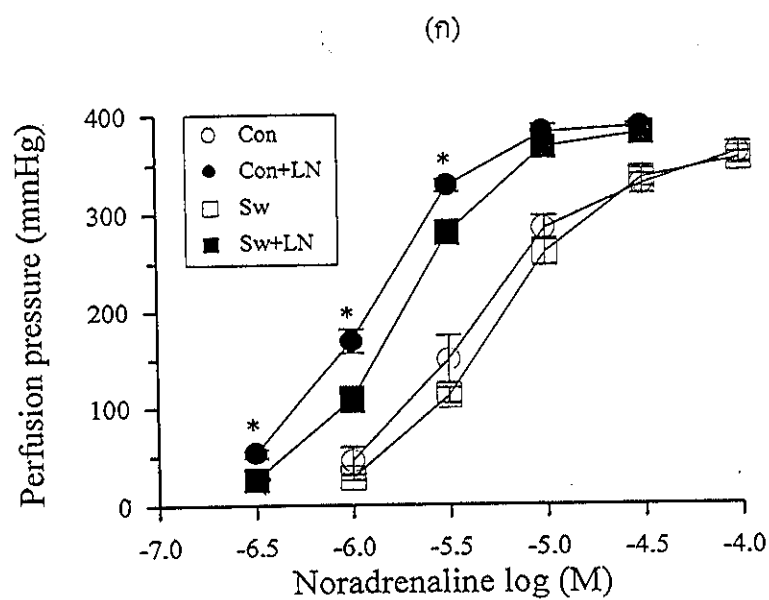 (ก)
400
300
200
100
0
Perfusion pressure (mmHg)
Con
Con+LN
Sw
Sw+LN
*
*
*
-7.0 -6.5 -6.0 -5.5 -5.0 -4.5 -4.0
Noradrenaline log (M)